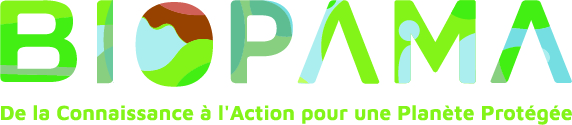 BIOPAMA
De la Connaissance à l'Action pour une Planète Protégée